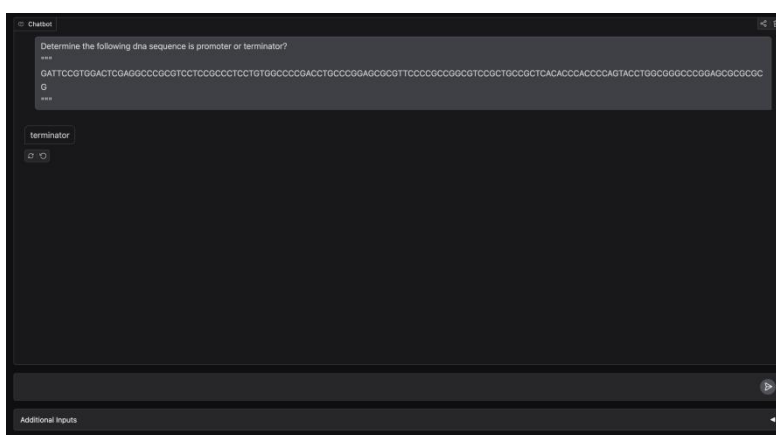 Chatbot
Determine the following dna sequence is promoter or terminator?
"""
GATTCCGTGGACTCGAGGCCCGCGTCCTCCGCCCTCCTGTGGCCCCGACCTGCCCGGAGCGCGTTCCCCGCCGGCGTCCGCTGCCGCTCACACCCACCCCAGTACCTGGCGGGCCCGGAGCGCGCGC
G
"""
terminator
Additional Inputs